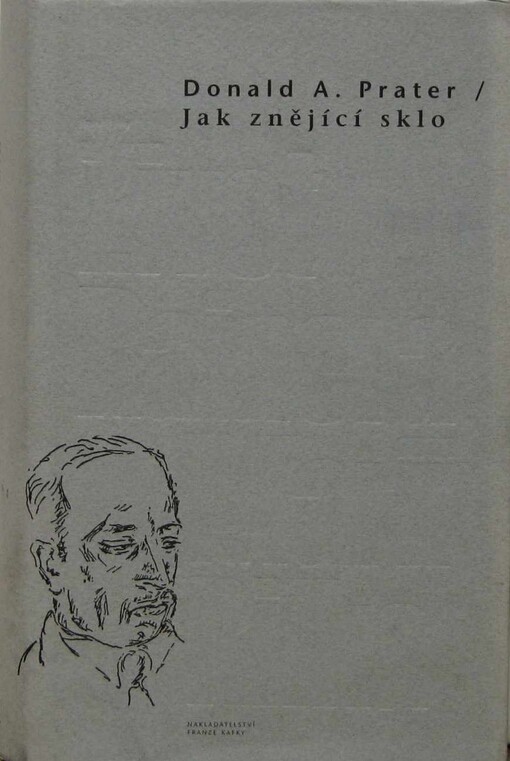 Donald A. Prater /
Jak znějící sklo
NAKLADATELSTVÍ
FRANZE KAFKY